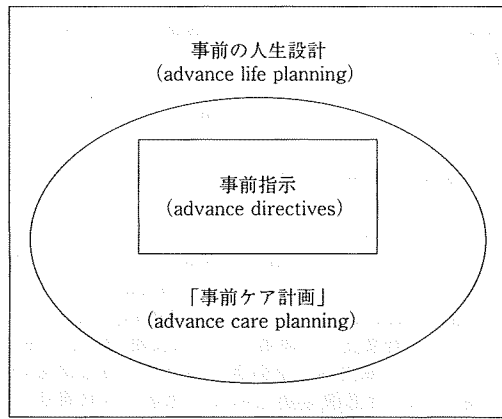 事前の人生設計
(advance life planning)
事前指示
(advance directives)
「事前ケア計画」
(advance care planning)